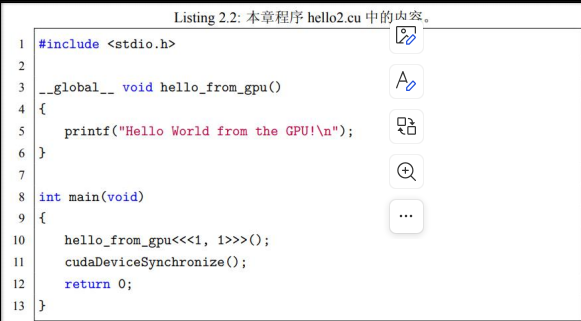 Listing 2.2: 本章程序 hello2.cu 中的内容。
1 #include <stdio.h>
2
3 __global__ void hello_from_gpu()
4 {
5     printf("Hello World from the GPU!\n");
6 }
7
8 int main(void)
9 {
10     hello_from_gpu<<<1, 1>>>();
11     cudaDeviceSynchronize();
12     return 0;
13 }